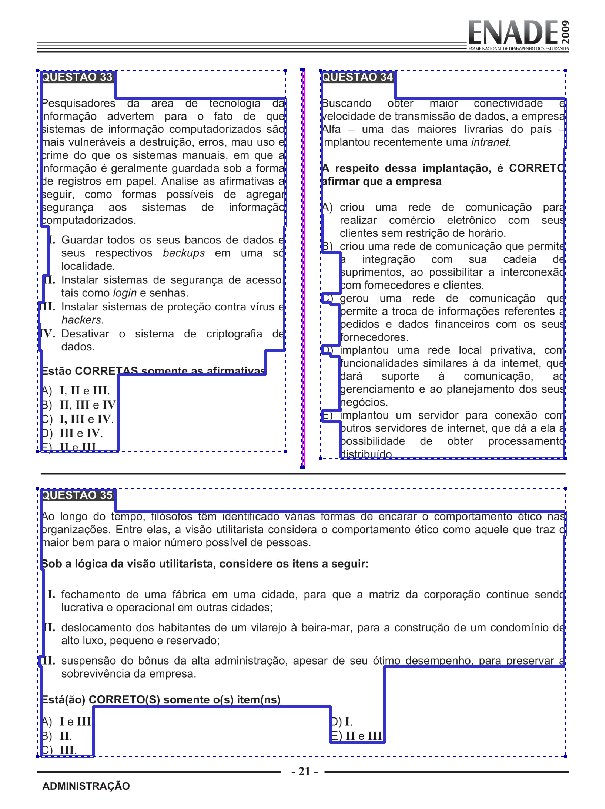 ENADE 2009
EXAME NACIONAL DE DESEMPENHO DOS ESTUDANTES
QUESTÃO 33
Pesquisadores da área de tecnologia da
informação advertem para o fato de que
sistemas de informação computadorizados são
mais vulneráveis a destruição, erros, mau uso e
crime do que os sistemas manuais, em que a
informação é geralmente guardada sob a forma
de registros em papel. Analise as afirmativas a
seguir, como formas possíveis de agregar
segurança aos sistemas de informação
computadorizados.
I. Guardar todos os seus bancos de dados e
seus respectivos backups em uma só
localidade.
II. Instalar sistemas de segurança de acesso,
tais como login e senhas.
III. Instalar sistemas de proteção contra vírus e
hackers.
IV. Desativar o sistema de criptografia de
dados.
Estão CORRETAS somente as afirmativas
A) I, II e III.
B) II, III e IV.
C) I, III e IV.
D) III e IV.
E) II e III.
QUESTÃO 34
Buscando obter maior conectividade e
velocidade de transmissão de dados, a empresa
Alfa – uma das maiores livrarias do país –
implantou recentemente uma intranet.
A respeito dessa implantação, é CORRETO
afirmar que a empresa
A) criou uma rede de comunicação para
realizar comércio eletrônico com seus
clientes sem restrição de horário.
B) criou uma rede de comunicação que permite
a integração com sua cadeia de
suprimentos, ao possibilitar a interconexão
com fornecedores e clientes.
C) gerou uma rede de comunicação que
permite a troca de informações referentes a
pedidos e dados financeiros com os seus
fornecedores.
D) implantou uma rede local privativa, com
funcionalidades similares à da internet, que
dará suporte à comunicação, ao
gerenciamento e ao planejamento dos seus
negócios.
E) implantou um servidor para conexão com
outros servidores de internet, que dá a ela a
possibilidade de obter processamento
distribuído.
QUESTÃO 35
Ao longo do tempo, filósofos têm identificado várias formas de encarar o comportamento ético nas
organizações. Entre elas, a visão utilitarista considera o comportamento ético como aquele que traz o
maior bem para o maior número possível de pessoas.
Sob a lógica da visão utilitarista, considere os itens a seguir:
I. fechamento de uma fábrica em uma cidade, para que a matriz da corporação continue sendo
lucrativa e operacional em outras cidades;
II. deslocamento dos habitantes de um vilarejo à beira-mar, para a construção de um condomínio de
alto luxo, pequeno e reservado;
III. suspensão do bônus da alta administração, apesar de seu ótimo desempenho, para preservar a
sobrevivência da empresa.
Está(ão) CORRETO(S) somente o(s) item(ns)
A) I e III.
B) II.
C) III.
D) I.
E) II e III.
- 21 -
ADMINISTRAÇÃO